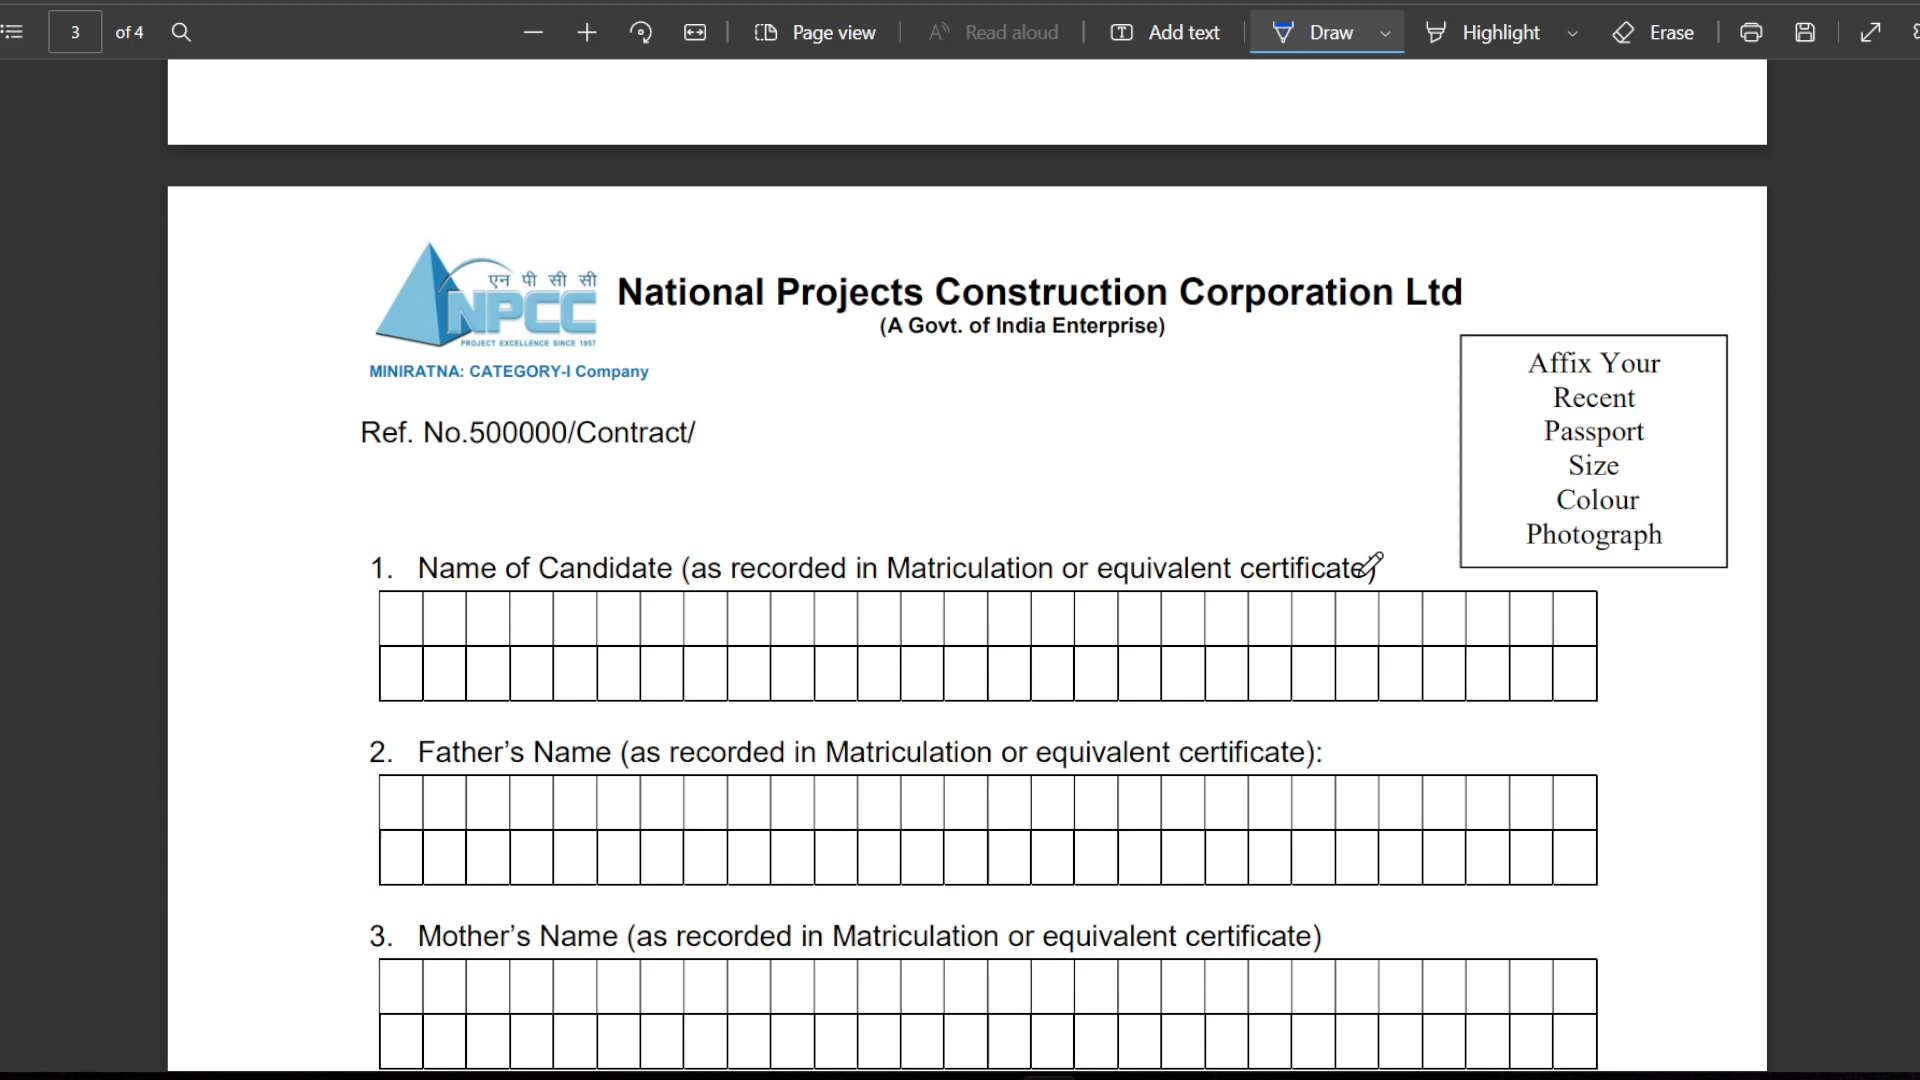 3 of 4 Page view Read aloud Add text Draw Highlight Erase
एन पी सी सी
NPCC
PROJECT EXCELLENCE SINCE 1957
National Projects Construction Corporation Ltd
(A Govt. of India Enterprise)
MINIRATNA: CATEGORY-I Company
Affix Your
Recent
Passport
Size
Colour
Photograph
Ref. No.500000/Contract/
1. Name of Candidate (as recorded in Matriculation or equivalent certificate)
2. Father’s Name (as recorded in Matriculation or equivalent certificate):
3. Mother’s Name (as recorded in Matriculation or equivalent certificate)